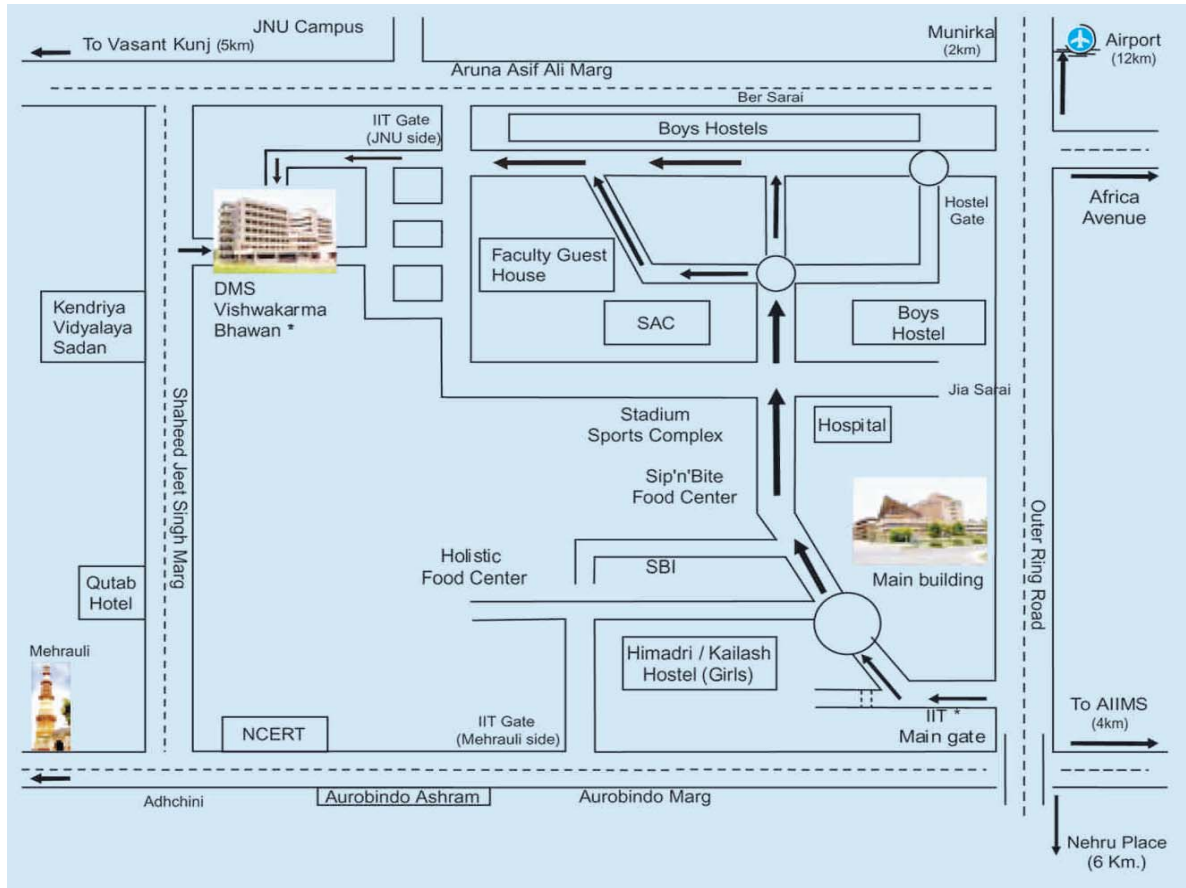 JNU Campus
To Vasant Kunj (5km)
Aruna Asif Ali Marg
Munirka
(2km)
Airport
(12km)
Ber Sarai
IIT Gate
(JNU side)
Boys Hostels
Africa
Avenue
Hostel
Gate
Faculty Guest
House
DMS
Vishwakarma
Bhawan *
Kendriya
Vidyalaya
Sadan
SAC
Boys
Hostel
Jia Sarai
Shaheed Jeet Singh Marg
Stadium
Sports Complex
Hospital
Sip'n'Bite
Food Center
Outer Ring Road
Holistic
Food Center
SBI
Main building
Qutab
Hotel
Mehrauli
Himadri / Kailash
Hostel (Girls)
To AIIMS
(4km)
IIT *
Main gate
NCERT
IIT Gate
(Mehrauli side)
Adhchini
Aurobindo Ashram
Aurobindo Marg
Nehru Place
(6 Km.)